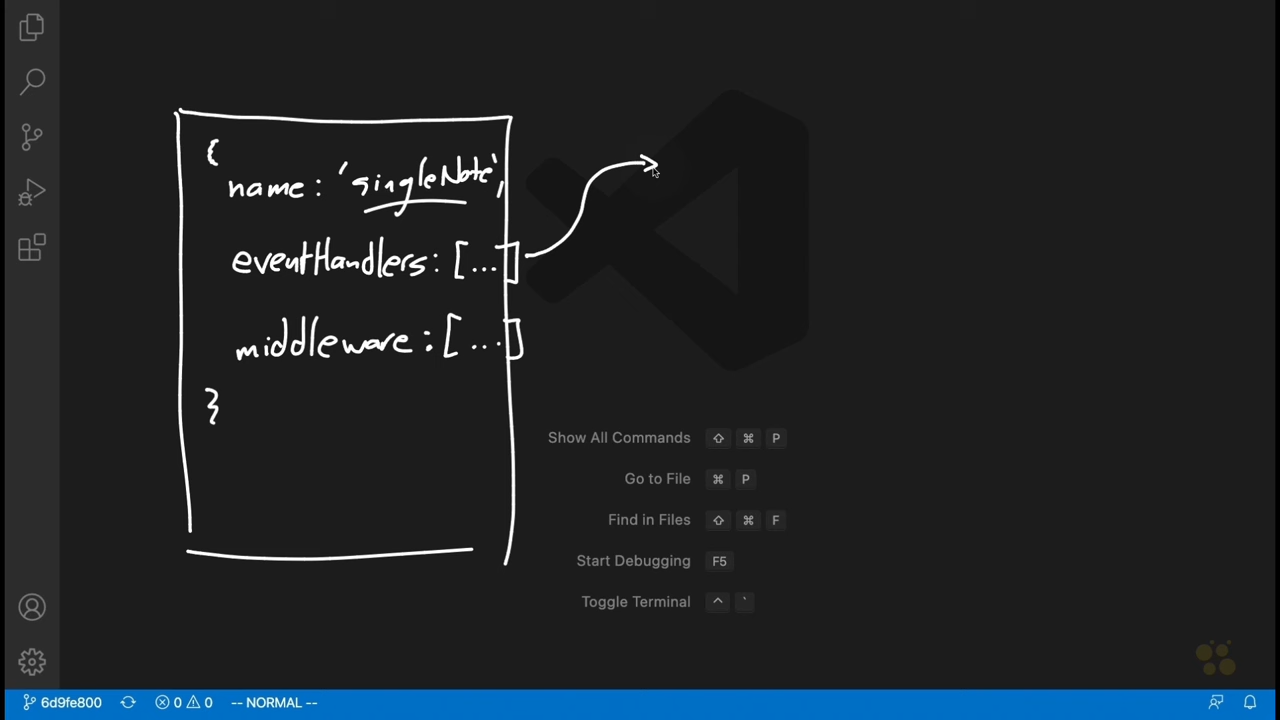 {
name: 'singleNote',
eventHandlers: [...]
middleware: [...]
}
Show All Commands ⇧ ⌘ P
Go to File ⌘ P
Find in Files ⇧ ⌘ F
Start Debugging F5
Toggle Terminal ^ `
6d9fe800 0 0 -- NORMAL --